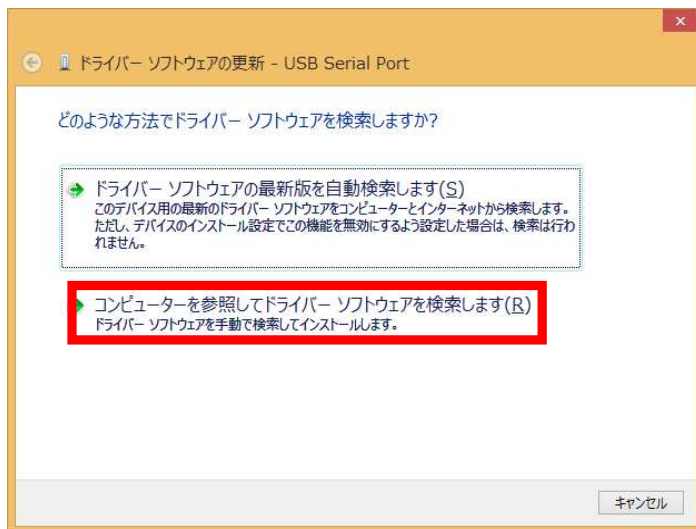 ドライバー ソフトウェアの更新 - USB Serial Port
どのような方法でドライバー ソフトウェアを検索しますか?
ドライバー ソフトウェアの最新版を自動検索します(S)
このデバイス用の最新のドライバー ソフトウェアをコンピューターとインターネットから検索します。
ただし、デバイスのインストール設定でこの機能を無効にするよう設定した場合は、検索は行わ
れません。
コンピューターを参照してドライバー ソフトウェアを検索します(R)
ドライバー ソフトウェアを手動で検索してインストールします。
キャンセル